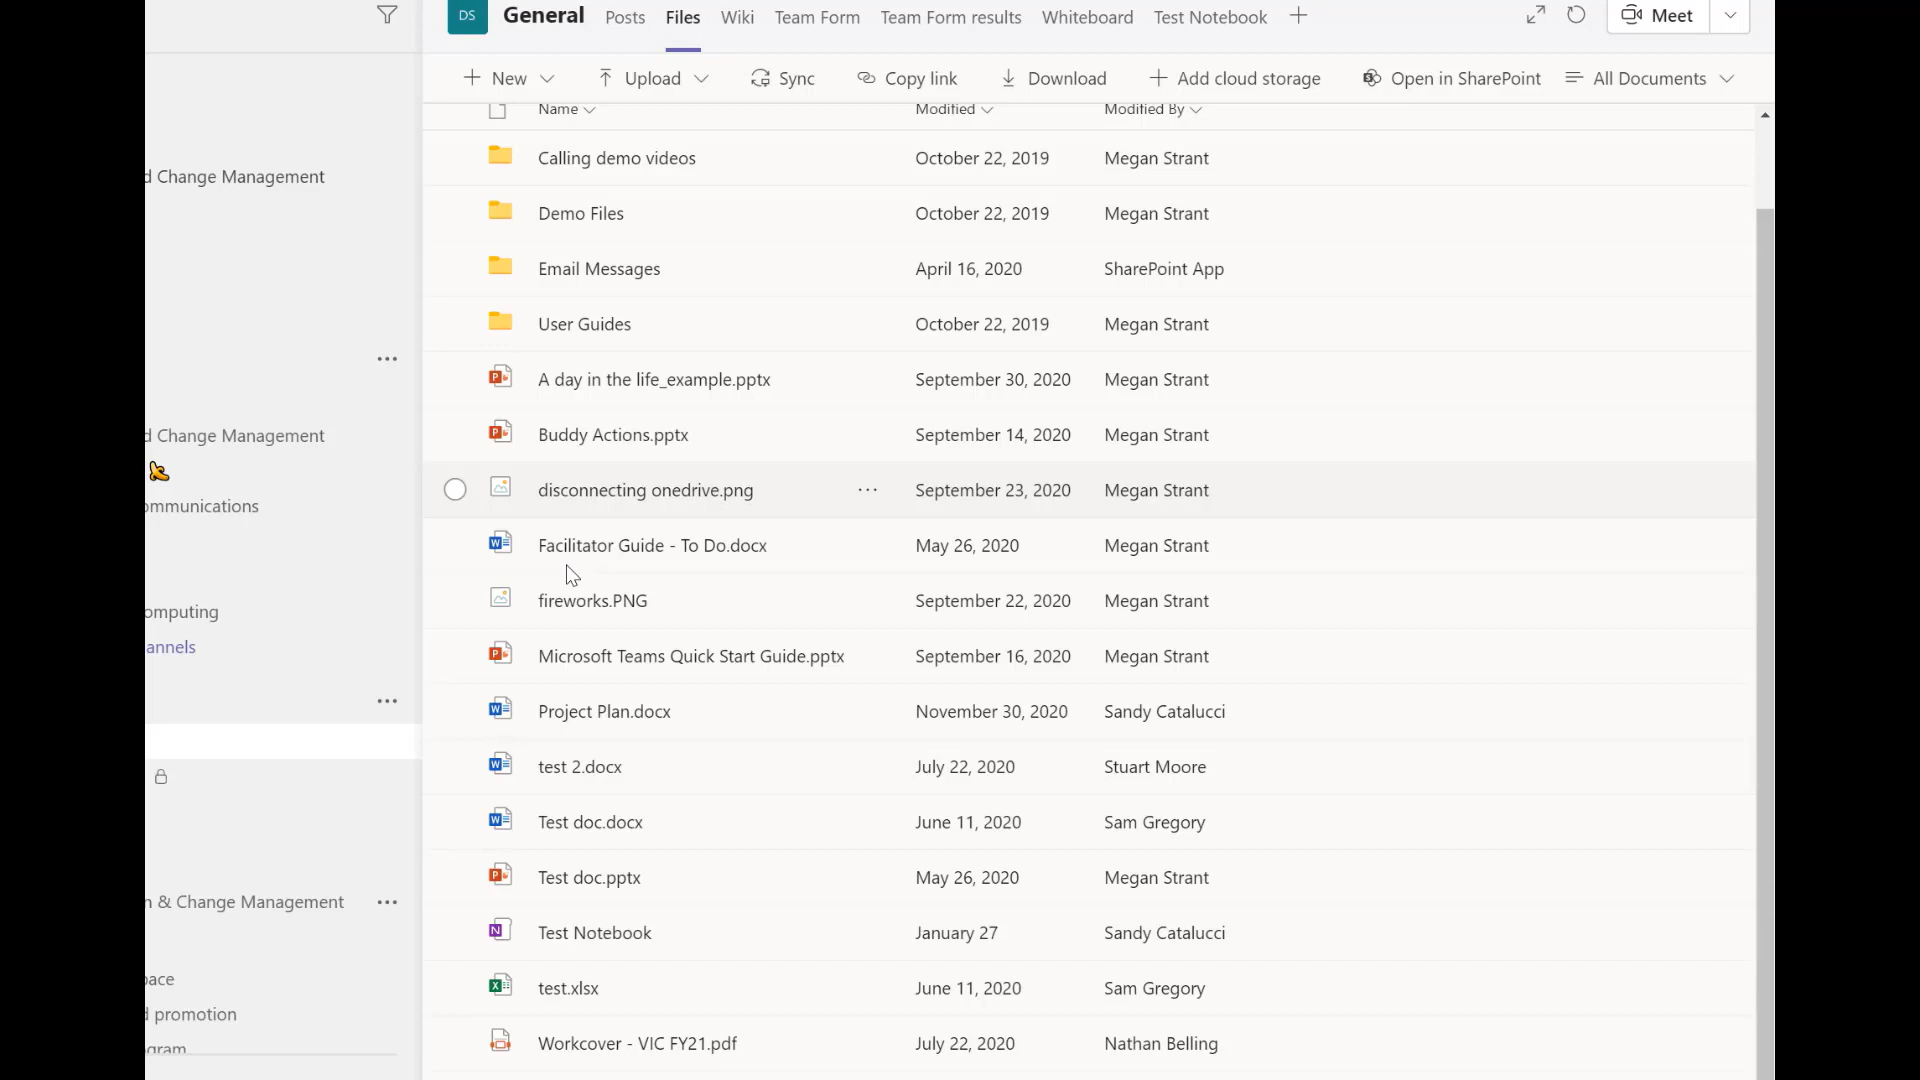 DS General Posts Files Wiki Team Form Team Form results Whiteboard Test Notebook Meet
New Upload Sync Copy link Download Add cloud storage Open in SharePoint All Documents
Name Modified Modified By
Calling demo videos October 22, 2019 Megan Strant
d Change Management
Demo Files October 22, 2019 Megan Strant
Email Messages April 16, 2020 SharePoint App
User Guides October 22, 2019 Megan Strant
A day in the life_example.pptx September 30, 2020 Megan Strant
d Change Management
Buddy Actions.pptx September 14, 2020 Megan Strant
disconnecting onedrive.png September 23, 2020 Megan Strant
ommunications
Facilitator Guide - To Do.docx May 26, 2020 Megan Strant
fireworks.PNG September 22, 2020 Megan Strant
omputing
annels
Microsoft Teams Quick Start Guide.pptx September 16, 2020 Megan Strant
Project Plan.docx November 30, 2020 Sandy Catalucci
test 2.docx July 22, 2020 Stuart Moore
Test doc.docx June 11, 2020 Sam Gregory
Test doc.pptx May 26, 2020 Megan Strant
n & Change Management
Test Notebook January 27 Sandy Catalucci
pace
test.xlsx June 11, 2020 Sam Gregory
d promotion
Workcover - VIC FY21.pdf July 22, 2020 Nathan Belling
ogram